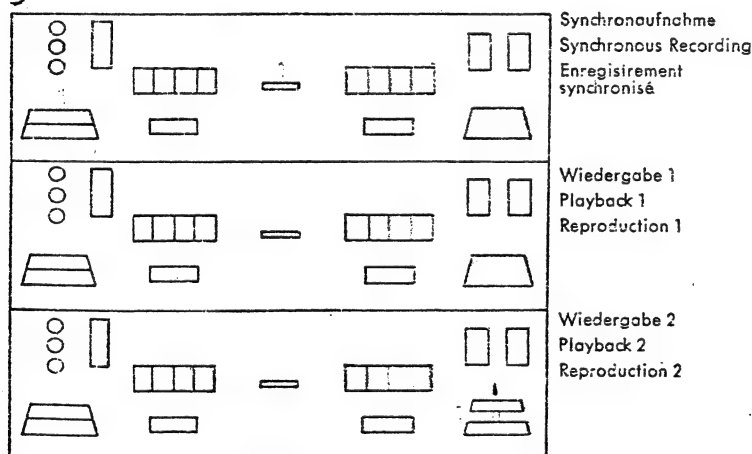 Synchronaufnahme
Synchronous Recording
Enregistrement
synchronisé
Wiedergabe 1
Playback 1
Reproduction 1
Wiedergabe 2
Playback 2
Reproduction 2